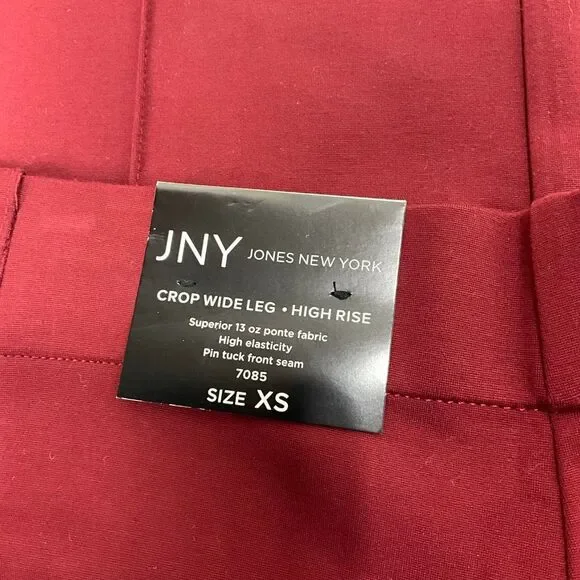 JNY JONES NEW YORK
CROP WIDE LEG • HIGH RISE
Superior 13 oz ponte fabric
High elasticity
Pin tuck front seam
7085
SIZE XS